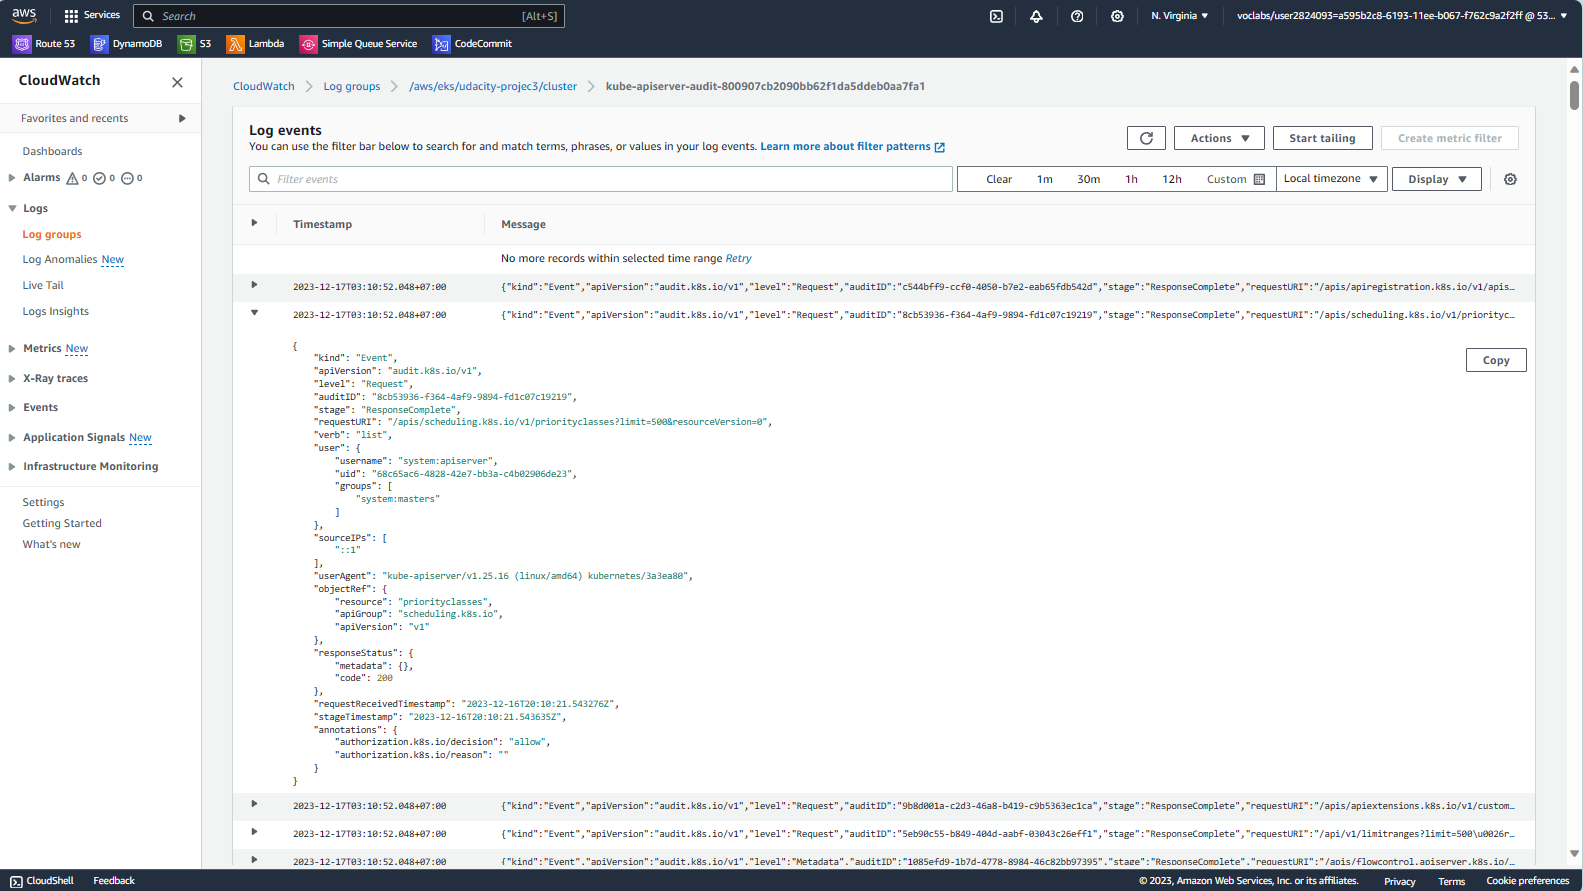 aws
Services
Search
[Alt+S]
N. Virginia
voclabs/user2824093=a595b2c8-6193-11ee-b067-f762c9a2f2ff @ 53...
Route 53
DynamoDB
S3
Lambda
Simple Queue Service
CodeCommit
CloudWatch
Favorites and recents
Dashboards
Alarms 0 0 0
Logs
Log groups
Log Anomalies New
Live Tail
Logs Insights
Metrics New
X-Ray traces
Events
Application Signals New
Infrastructure Monitoring
Settings
Getting Started
What's new
CloudWatch
Log groups
/aws/eks/udacity-projec3/cluster
kube-apiserver-audit-800907cb2090bb62f1da5ddeb0aa7fa1
Log events
You can use the filter bar below to search for and match terms, phrases, or values in your log events. Learn more about filter patterns
Actions
Start tailing
Create metric filter
Filter events
Clear
1m
30m
1h
12h
Custom
Local timezone
Display
Timestamp
Message
No more records within selected time range Retry
2023-12-17T03:10:52.048+07:00
{"kind":"Event","apiVersion":"audit.k8s.io/v1","level":"Request","auditID":"c544bff9-ccf0-4050-b7e2-eab65fdb542d","stage":"ResponseComplete","requestURI":"/apis/apiregistration.k8s.io/v1/apis...
2023-12-17T03:10:52.048+07:00
{"kind":"Event","apiVersion":"audit.k8s.io/v1","level":"Request","auditID":"8cb53936-f364-4af9-9894-fd1c07c19219","stage":"ResponseComplete","requestURI":"/apis/scheduling.k8s.io/v1/priorityc...
{
"kind": "Event",
"apiVersion": "audit.k8s.io/v1",
"level": "Request",
"auditID": "8cb53936-f364-4af9-9894-fd1c07c19219",
"stage": "ResponseComplete",
"requestURI": "/apis/scheduling.k8s.io/v1/priorityclasses?limit=500&resourceVersion=0",
"verb": "list",
"user": {
"username": "system:apiserver",
"uid": "68c65ac6-4828-42e7-bb3a-c4b02906de23",
"groups": [
"system:masters"
]
},
"sourceIPs": [
"::1"
],
"userAgent": "kube-apiserver/v1.25.16 (linux/amd64) kubernetes/3a3ea80",
"objectRef": {
"resource": "priorityclasses",
"apiGroup": "scheduling.k8s.io",
"apiVersion": "v1"
},
"responseStatus": {
"metadata": {},
"code": 200
},
"requestReceivedTimestamp": "2023-12-16T20:10:21.543276Z",
"stageTimestamp": "2023-12-16T20:10:21.543635Z",
"annotations": {
"authorization.k8s.io/decision": "allow",
"authorization.k8s.io/reason": ""
}
}
Copy
2023-12-17T03:10:52.048+07:00
{"kind":"Event","apiVersion":"audit.k8s.io/v1","level":"Request","auditID":"9b8d001a-c2d3-46a8-b419-c9b5363ec1ca","stage":"ResponseComplete","requestURI":"/apis/apiextensions.k8s.io/v1/custom...
2023-12-17T03:10:52.048+07:00
{"kind":"Event","apiVersion":"audit.k8s.io/v1","level":"Request","auditID":"5eb90c55-b849-404d-aabf-03043c26eff1","stage":"ResponseComplete","requestURI":"/api/v1/limitranges?limit=500\u0026r...
2023-12-17T03:10:52.048+07:00
{"kind":"Event","apiVersion":"audit.k8s.io/v1","level":"Metadata","auditID":"1085efd9-1b7d-4778-8984-46c82bb97395","stage":"ResponseComplete","requestURI":"/apis/flowcontrol.apiserver.k8s.io/...
CloudShell
Feedback
© 2023, Amazon Web Services, Inc. or its affiliates.
Privacy
Terms
Cookie preferences